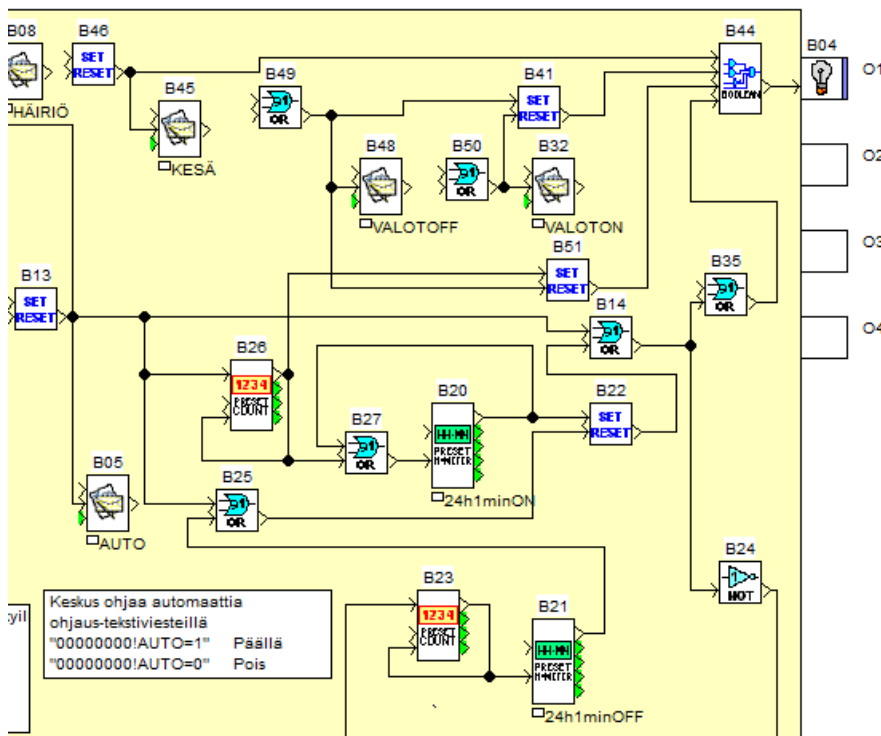 B08
B46
B44
B04
SET
RESET
B49
B41
BOOLEAN
O1
HÄIRIÖ
B45
OR
SET
RESET
KESÄ
B48
B50
B32
O2
OR
VALOTOFF
VALOTON
B51
O3
B13
SET
RESET
B35
SET
RESET
B14
OR
O4
B26
OR
1234
PRESET
COUNT
B20
B22
B27
HH-MN
SET
RESET
PRESET
H-METER
OR
B05
B25
24h1minON
AUTO
OR
B24
B23
NOT
B21
1234
PRESET
COUNT
HH-MN
PRESET
H-METER
24h1minOFF
yil
Keskus ohjaa automaattia
ohjaus-tekstiviesteillä
"00000000!AUTO=1" Päällä
"00000000!AUTO=0" Pois